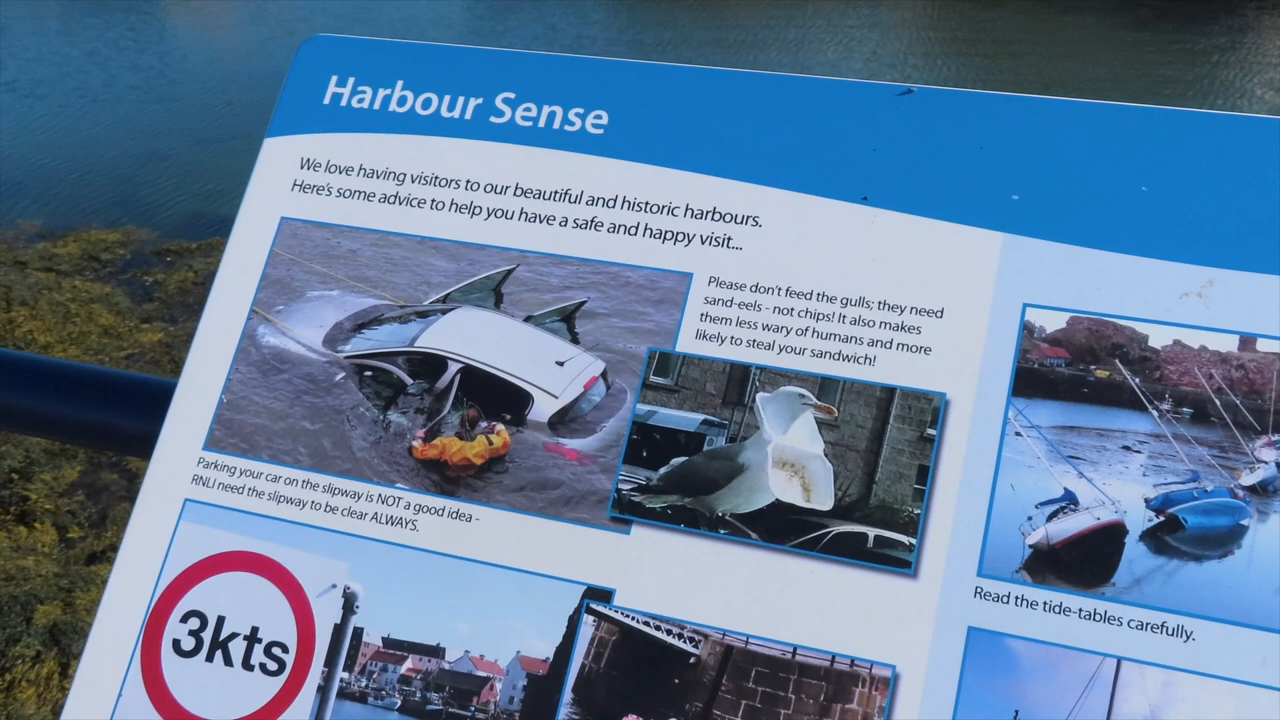 Harbour Sense
We love having visitors to our beautiful and historic harbours.
Here's some advice to help you have a safe and happy visit...
Please don't feed the gulls; they need
sand-eels - not chips! It also makes
them less wary of humans and more
likely to steal your sandwich!
Parking your car on the slipway is NOT a good idea -
RNLI need the slipway to be clear ALWAYS.
Read the tide-tables carefully.
3kts